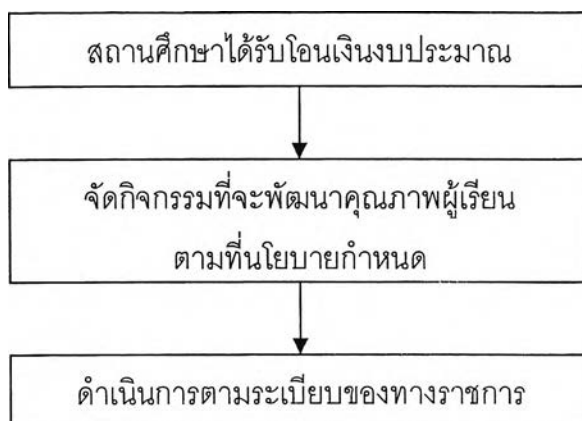 สถานศึกษาได้รับโอนเงินงบประมาณ
จัดกิจกรรมที่จะพัฒนาคุณภาพผู้เรียน
ตามที่นโยบายกำหนด
ดำเนินการตามระเบียบของทางราชการ